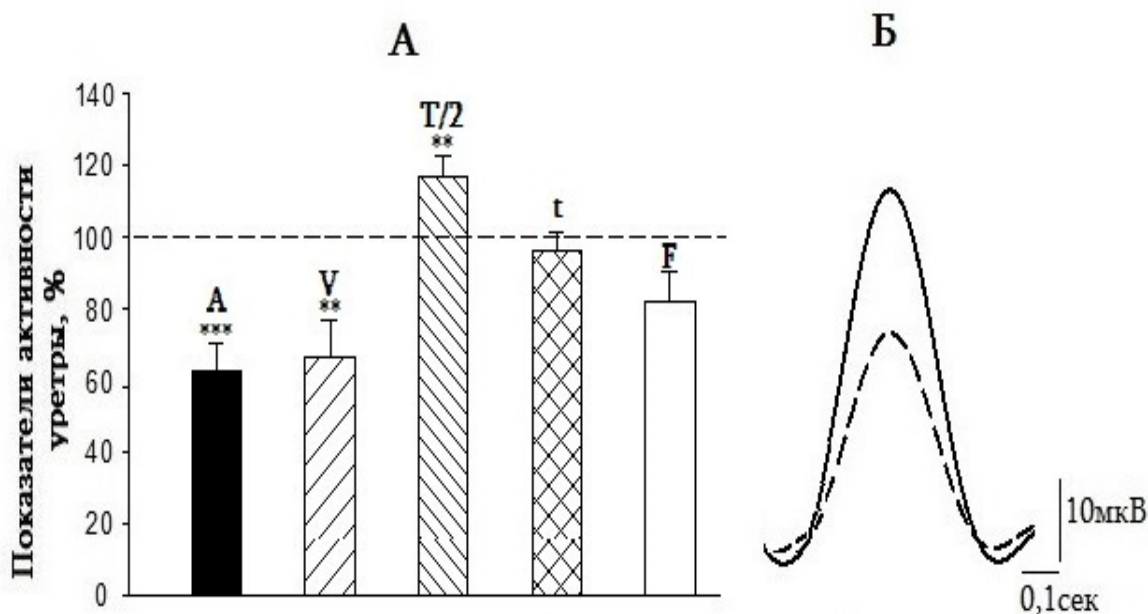 А
Б
Показатели активности
уретры, %
140
120
100
80
60
40
20
0
A
***
V
**
T/2
**
t
F
10мкВ
0,1сек